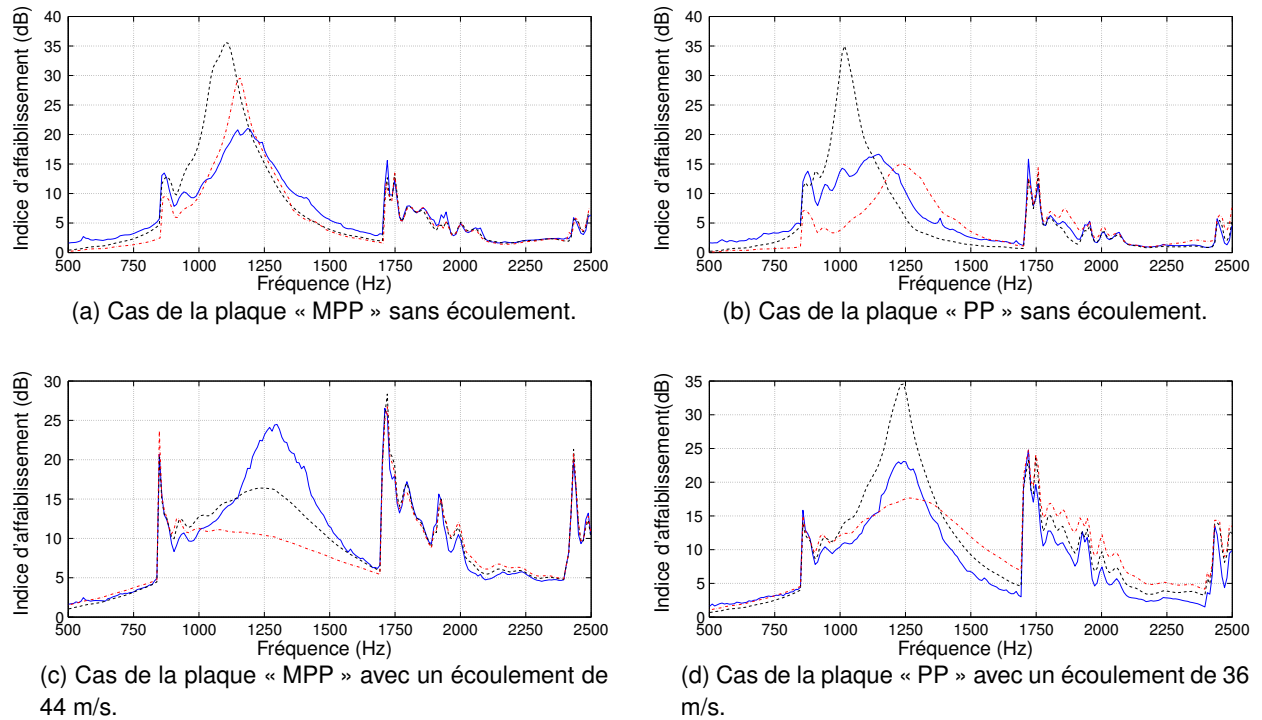 Indice d'affaiblissement (dB)
40
35
30
25
20
15
10
5
0
500 750 1000 1250 1500 1750 2000 2250 2500
Fréquence (Hz)
(a) Cas de la plaque « MPP » sans écoulement.
Indice d'affaiblissement (dB)
40
35
30
25
20
15
10
5
0
500 750 1000 1250 1500 1750 2000 2250 2500
Fréquence (Hz)
(b) Cas de la plaque « PP » sans écoulement.
Indice d'affaiblissement (dB)
30
25
20
15
10
5
0
500 750 1000 1250 1500 1750 2000 2250 2500
Fréquence (Hz)
(c) Cas de la plaque « MPP » avec un écoulement de
44 m/s.
Indice d'affaiblissement(dB)
35
30
25
20
15
10
5
0
500 750 1000 1250 1500 1750 2000 2250 2500
Fréquence (Hz)
(d) Cas de la plaque « PP » avec un écoulement de 36
m/s.